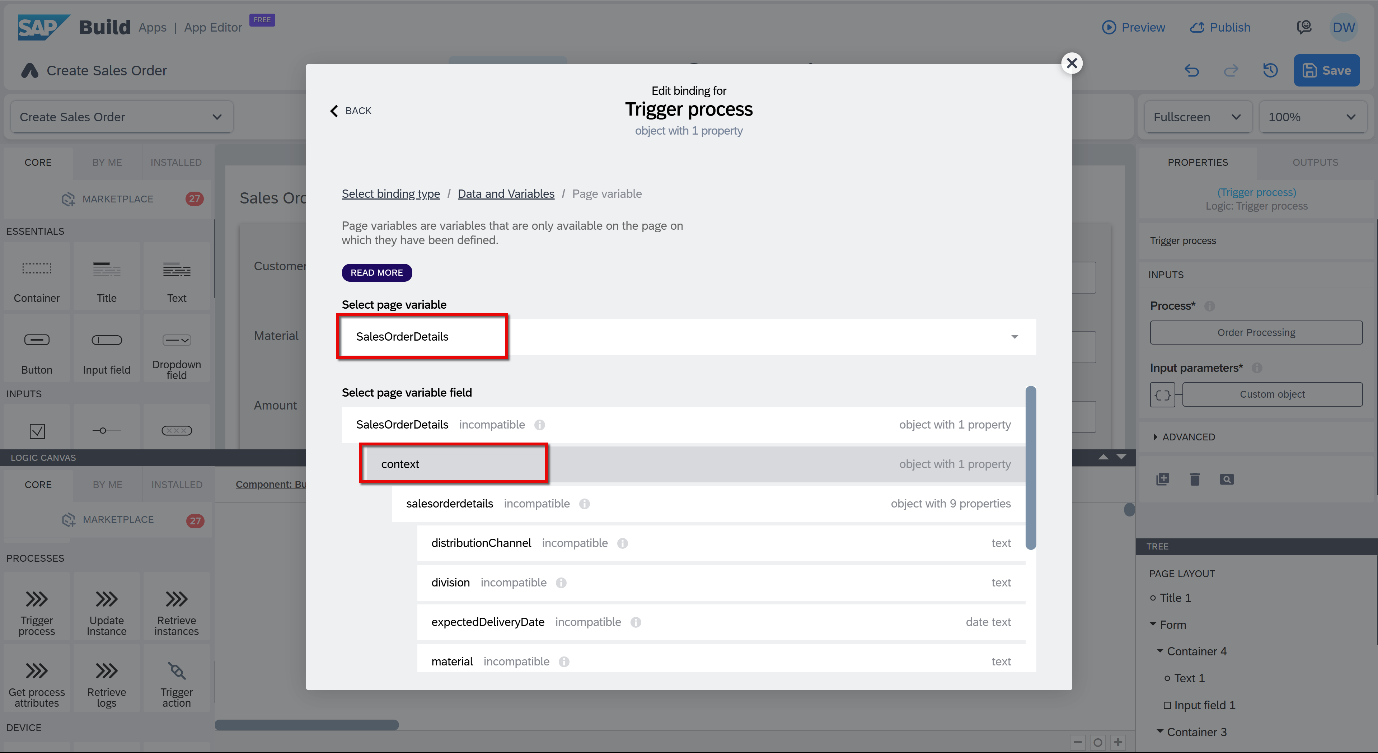 SAP Build Apps | App Editor FREE
Preview
Publish
DW
Create Sales Order
Save
Create Sales Order
Fullscreen
100%
CORE BY ME INSTALLED
MARKETPLACE 27
ESSENTIALS
Container Title Text
Button Input field Dropdown
field
INPUTS
LOGIC CANVAS
CORE BY ME INSTALLED
MARKETPLACE 27
PROCESSES
Trigger
process
Update
Instance
Retrieve
instances
Get process
attributes
Retrieve
logs
Trigger
action
DEVICE
Sales Orc
Customer
Material
Amount
Component: Bu
BACK
Edit binding for
Trigger process
object with 1 property
Select binding type / Data and Variables / Page variable
Page variables are variables that are only available on the page on
which they have been defined.
READ MORE
Select page variable
SalesOrderDetails
Select page variable field
SalesOrderDetails incompatible object with 1 property
context object with 1 property
salesorderdetails incompatible object with 9 properties
distributionChannel incompatible text
division incompatible text
expectedDeliveryDate incompatible date text
material incompatible text
PROPERTIES OUTPUTS
(Trigger process)
Logic: Trigger process
Trigger process
INPUTS
Process*
Order Processing
Input parameters*
Custom object
ADVANCED
TREE
PAGE LAYOUT
Title 1
Form
Container 4
Text 1
Input field 1
Container 3